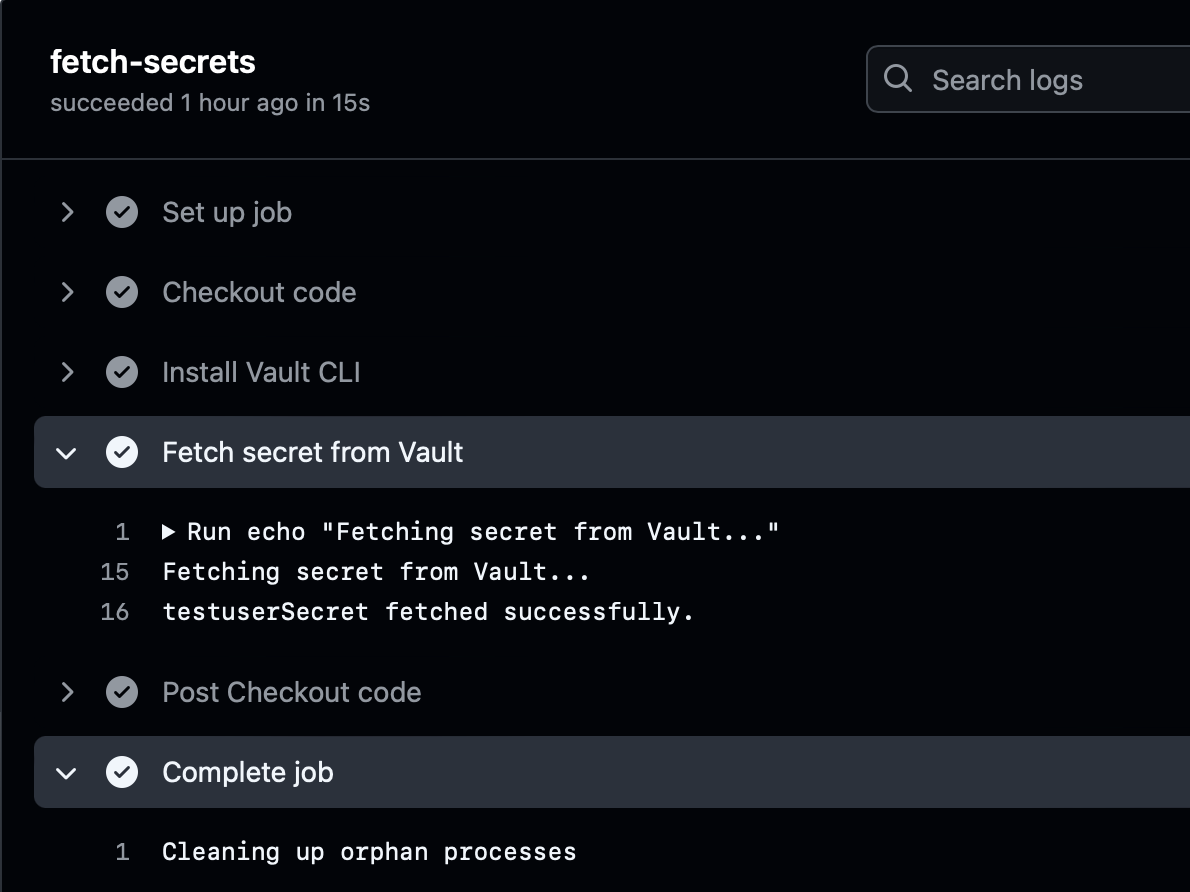 fetch-secrets
succeeded 1 hour ago in 15s
Search logs
Set up job
Checkout code
Install Vault CLI
Fetch secret from Vault
1 Run echo "Fetching secret from Vault..."
15 Fetching secret from Vault...
16 testuserSecret fetched successfully.
Post Checkout code
Complete job
1 Cleaning up orphan processes